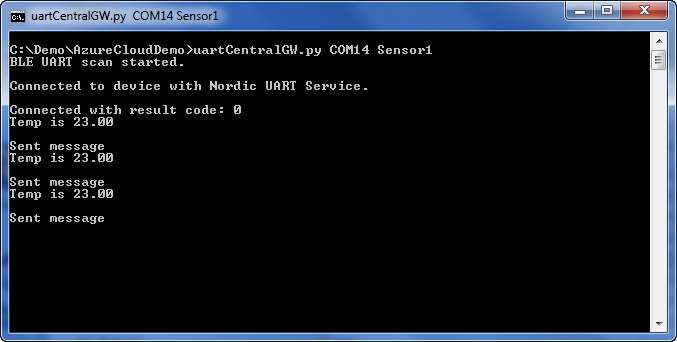 uartCentralGW.py  COM14 Sensor1
C:\Demo\AzureCloudDemo>uartCentralGW.py COM14 Sensor1
BLE UART scan started.
Connected to device with Nordic UART Service.
Connected with result code: 0
Temp is 23.00
Sent message
Temp is 23.00
Sent message
Temp is 23.00
Sent message